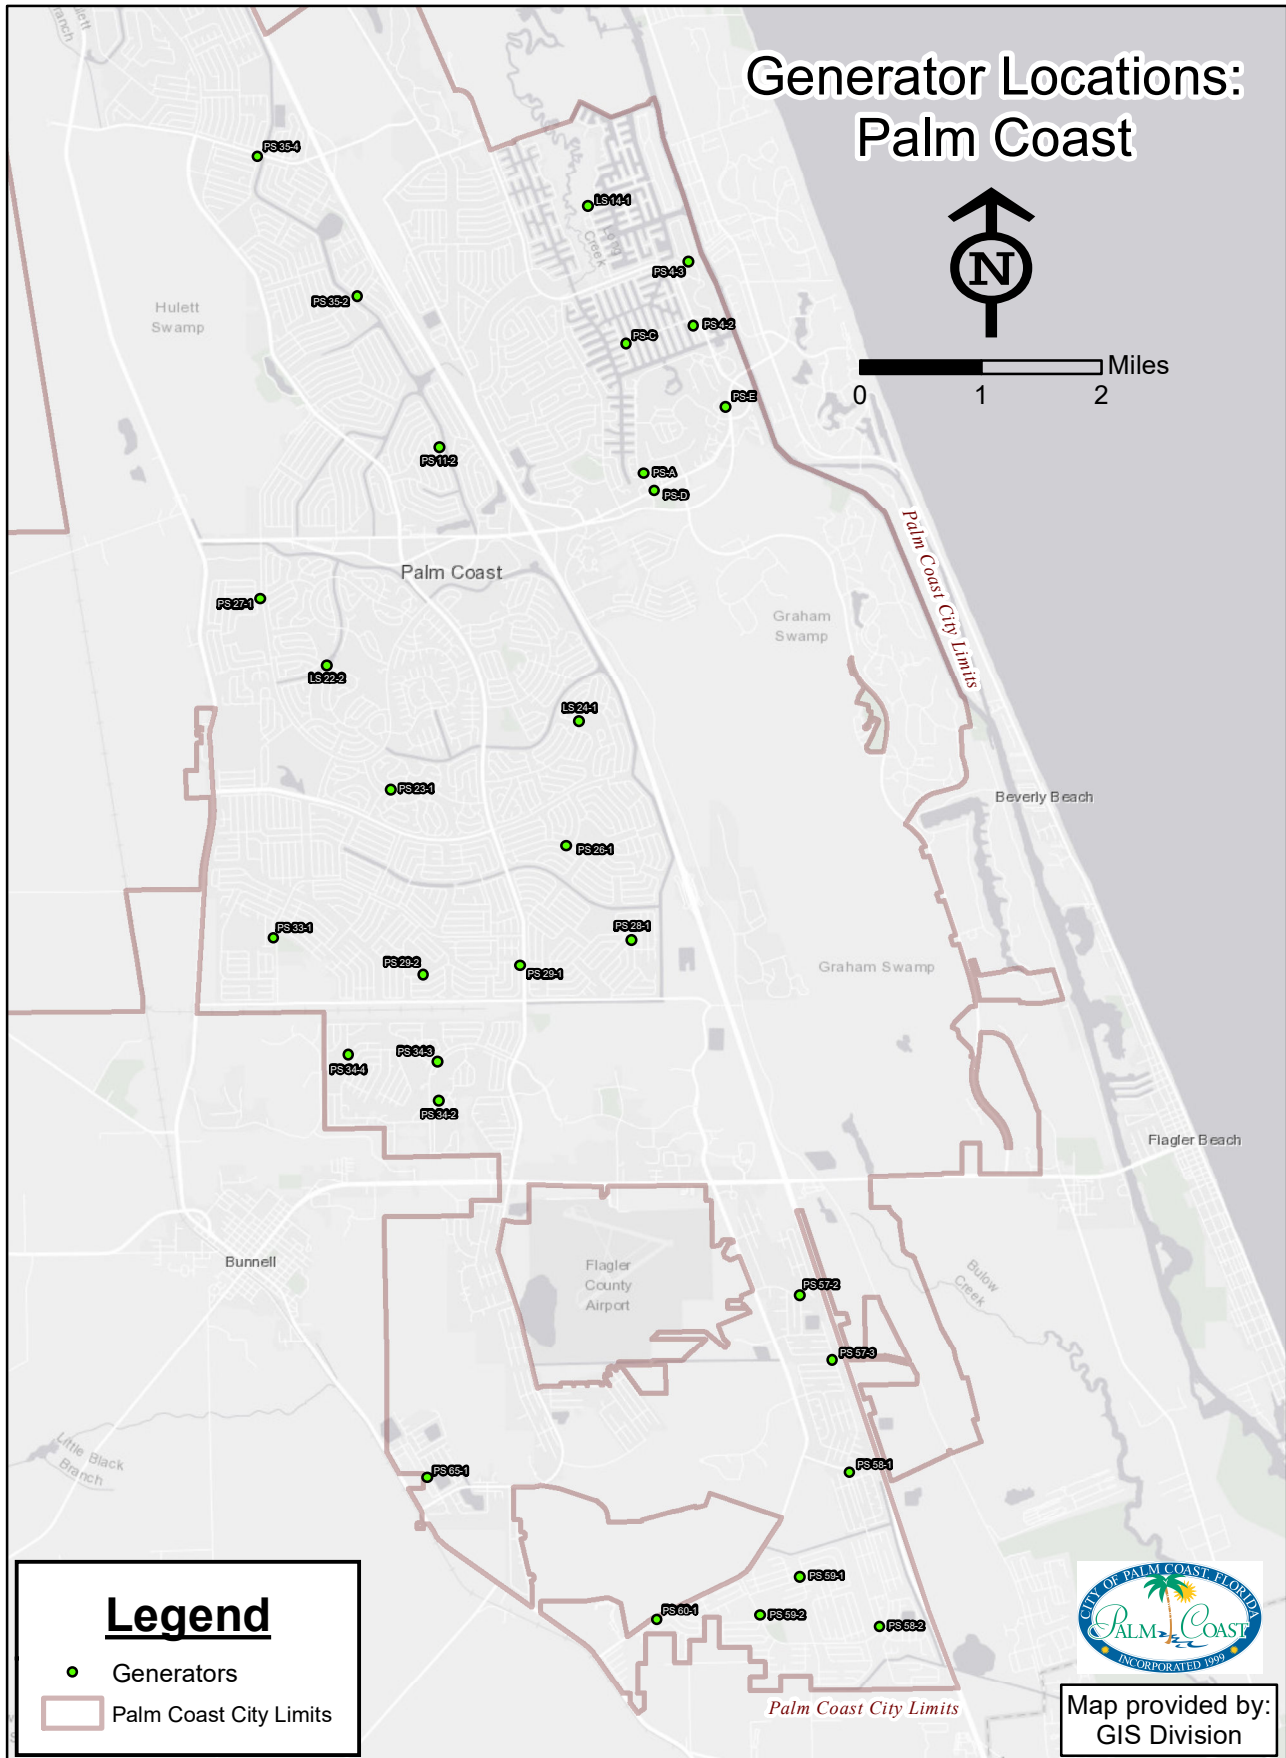 Generator Locations:
Palm Coast
N
Miles
0 1 2
Hulett
Branch
PS 35-4
LS 14-1
Long
Creek
PS 4-3
Hulett
Swamp
PS 35-2
PS 4-2
PS-C
PS-E
PS 11-2
PS-A
PS-D
Palm Coast City Limits
Palm Coast
PS 27-1
Graham
Swamp
LS 22-2
LS 24-1
PS 23-1
Beverly Beach
PS 26-1
PS 33-1
PS 28-1
PS 29-2
PS 29-1
Graham Swamp
PS 34-4
PS 34-3
PS 34-2
Flagler Beach
Bunnell
Flagler
County
Airport
Bulow
Creek
PS 57-2
PS 57-3
Little Black
Branch
PS 65-1
PS 58-1
PS 59-1
PS 59-2
PS 60-1
PS 58-2
Palm Coast City Limits
Legend
Generators
Palm Coast City Limits
CITY OF PALM COAST, FLORIDA
PALM COAST
INCORPORATED 1999
Map provided by:
GIS Division